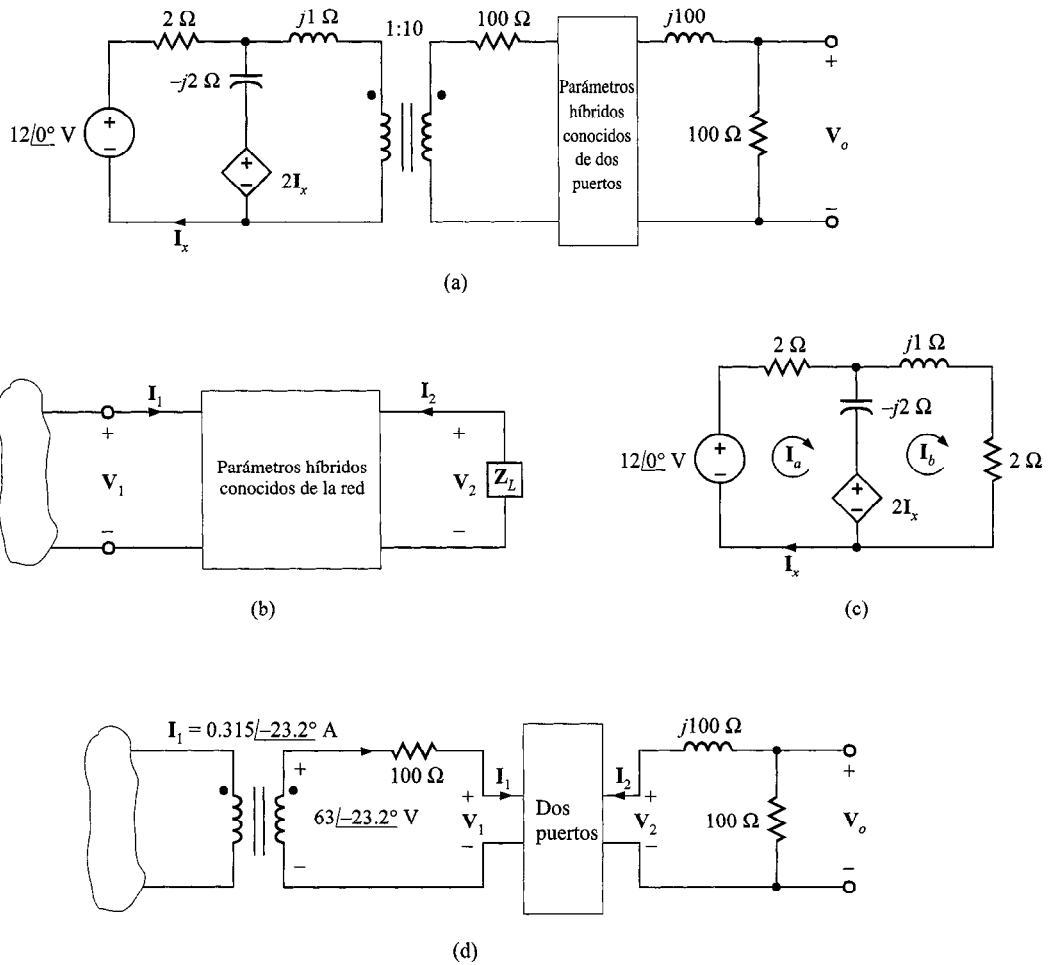 2 Ω
j1 Ω
1:10
100 Ω
j100
–j2 Ω
12/0° V
+
–
+
–
2Iₓ
Iₓ
Parámetros
híbridos
conocidos
de dos
puertos
100 Ω
+
Vₒ
–
(a)
I₁
I₂
+
V₁
–
Parámetros híbridos
conocidos de la red
+
V₂
–
Z_L
(b)
2 Ω
j1 Ω
–j2 Ω
12/0° V
+
–
Iₐ
I_b
2 Ω
+
–
2Iₓ
Iₓ
(c)
I₁ = 0.315/–23.2° A
+
63/–23.2° V
–
100 Ω
I₁
+
V₁
–
Dos
puertos
I₂
+
V₂
–
j100 Ω
100 Ω
+
Vₒ
–
(d)